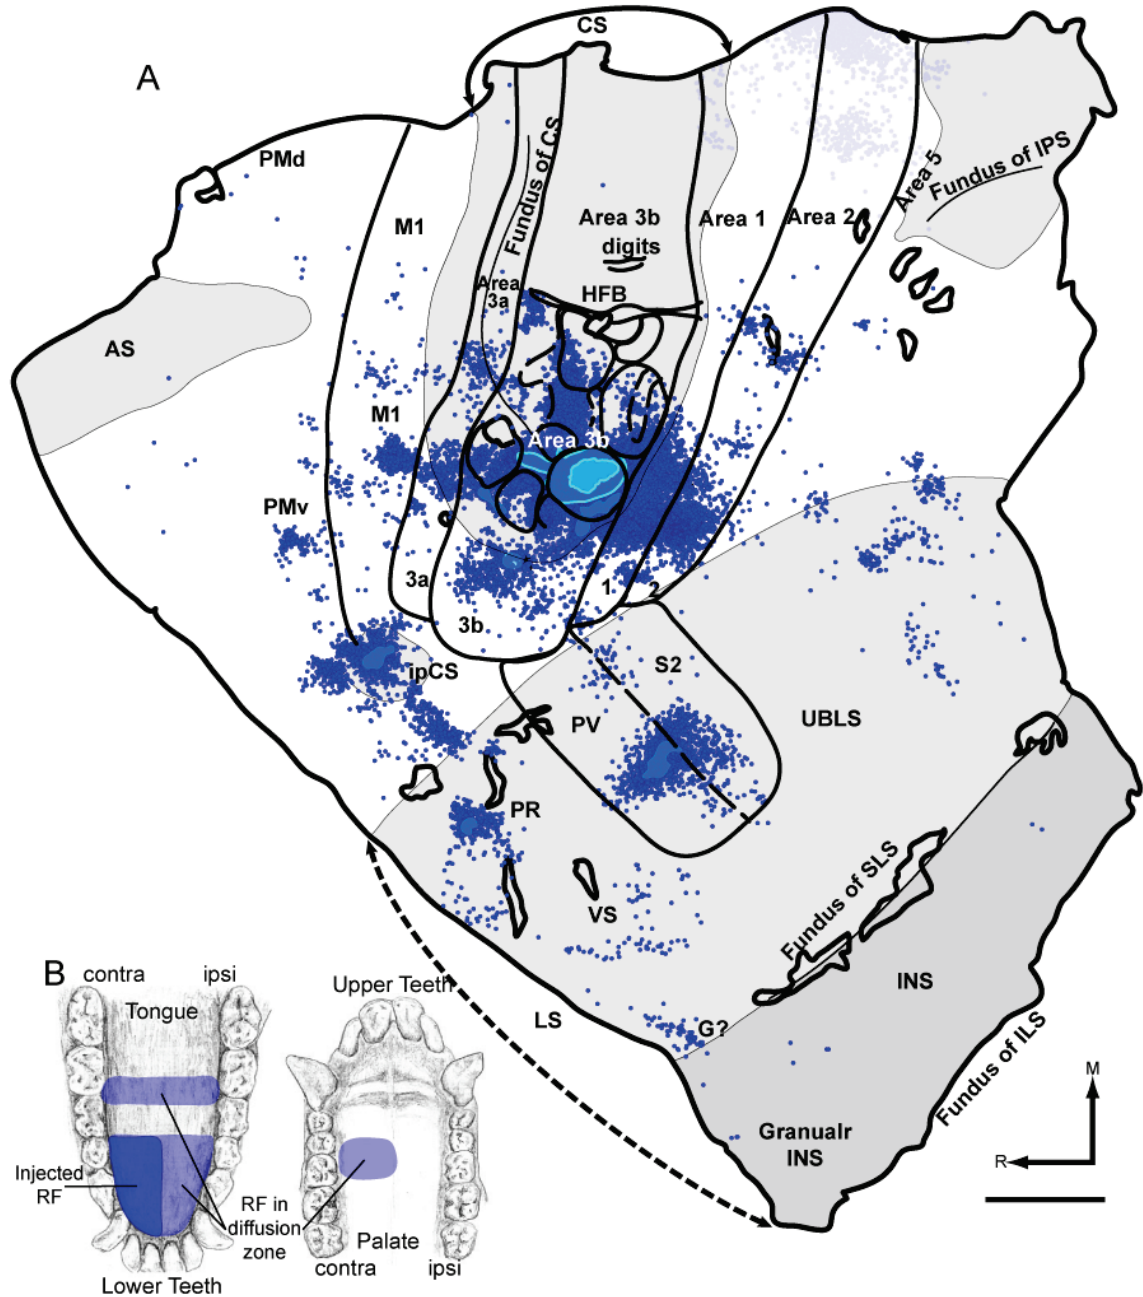 CS
A
PMd
Fundus of CS
Fundus of IPS
Area 5
M1
Area 3b
digits
Area 1
Area 2
Area
3a
HFB
AS
M1
Area 3b
PMv
3a
1
2
3b
ipCS
S2
PV
UBLS
PR
Fundus of SLS
VS
INS
LS
G?
Fundus of ILS
Granualr
INS
M
R
B
contra
ipsi
Tongue
Upper Teeth
Injected
RF
RF in
diffusion
zone
Palate
contra
ipsi
Lower Teeth